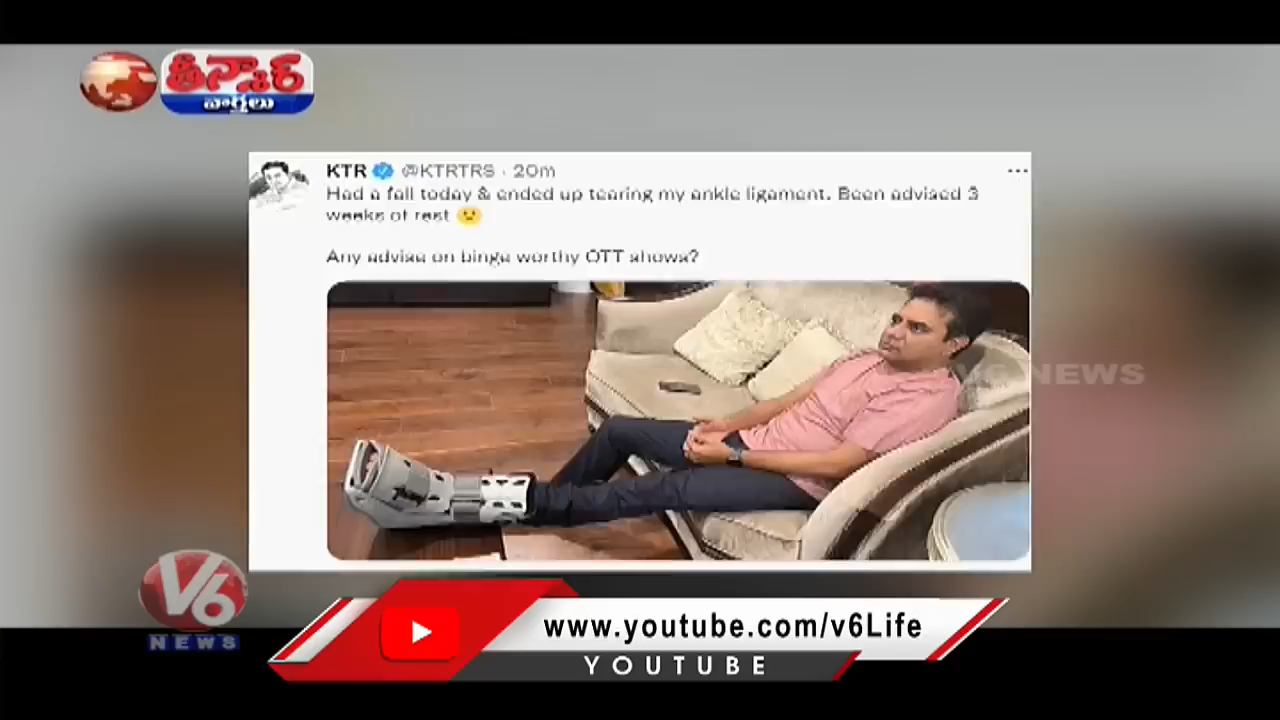 తీన్మార్
వార్తలు
KTR @KTRTRS · 20m
Had a fall today & ended up tearing my ankle ligament. Been advised 3
weeks of rest
Any advise on binge worthy OTT shows?
V6 NEWS
V6
NEWS
www.youtube.com/v6Life
YOUTUBE